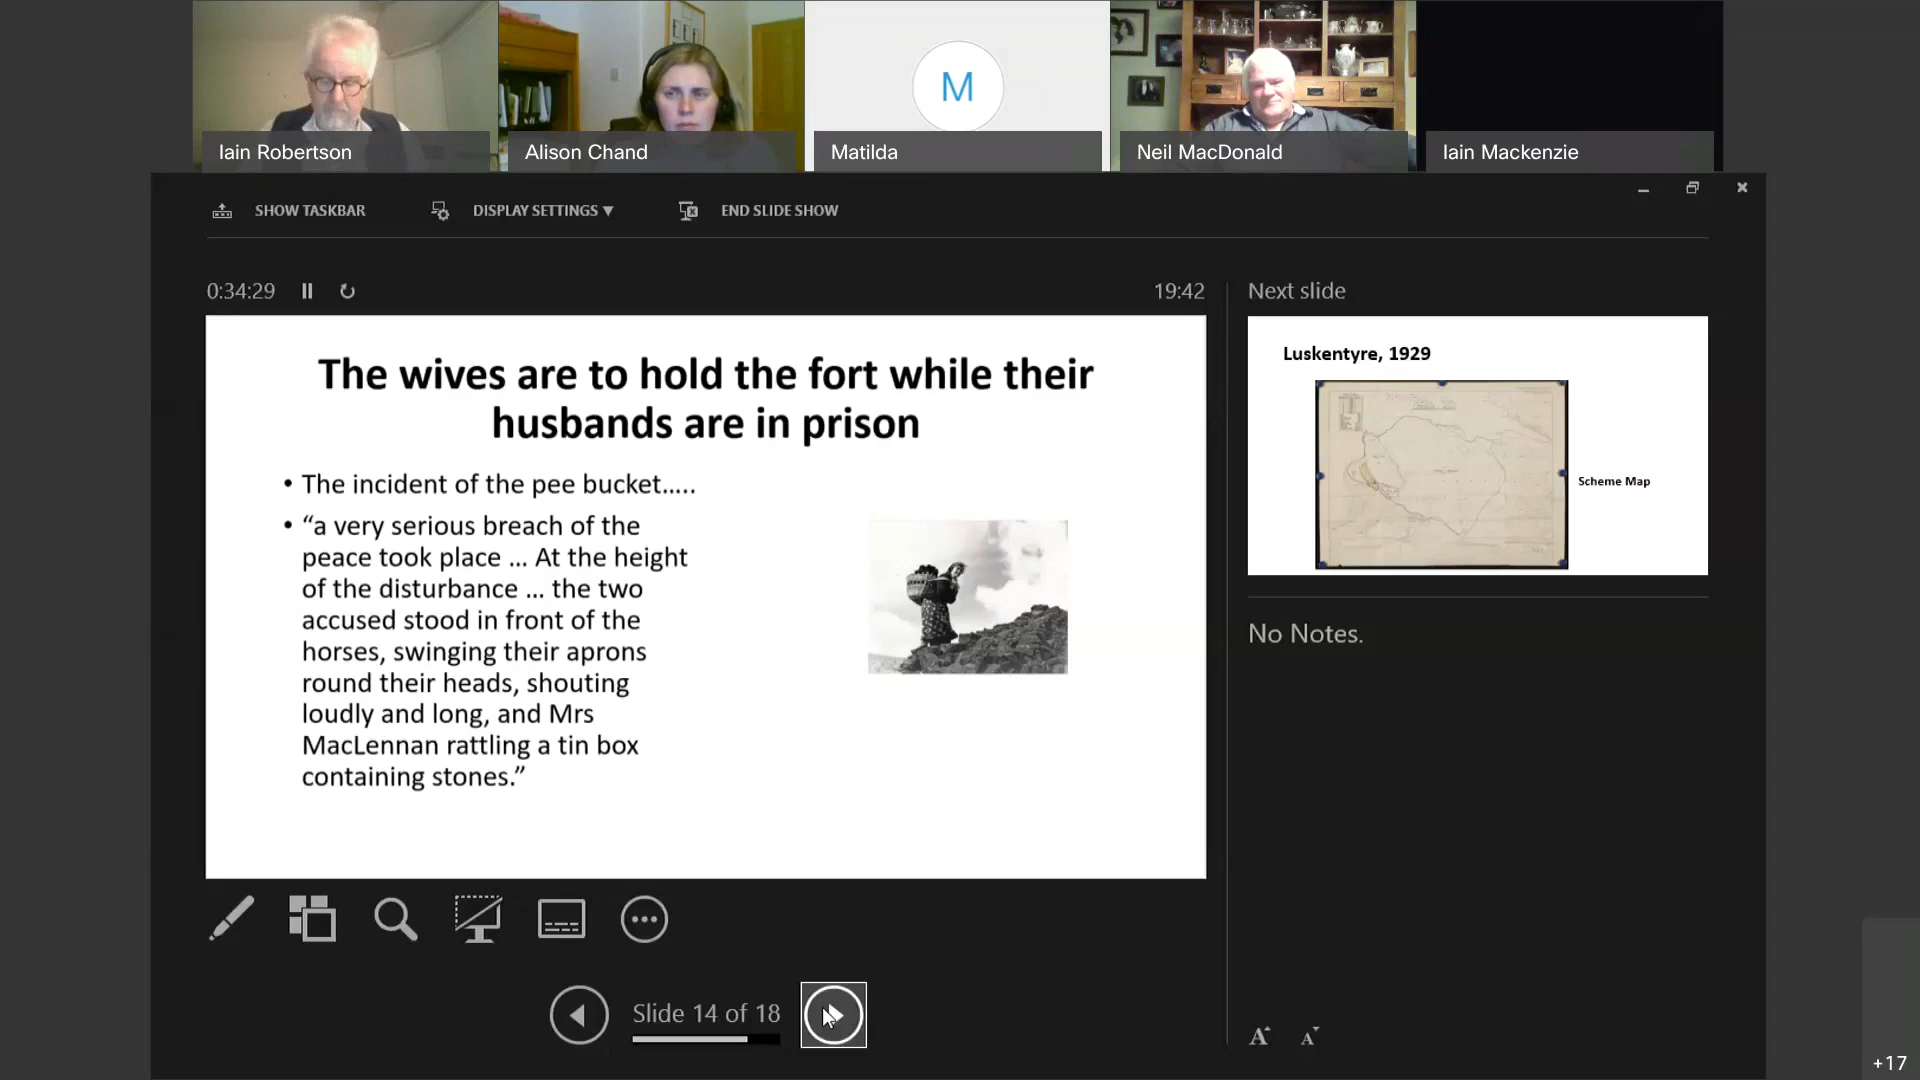 M
Iain Robertson
Alison Chand
Matilda
Neil MacDonald
Iain Mackenzie
SHOW TASKBAR
DISPLAY SETTINGS ▼
END SLIDE SHOW
0:34:29
19:42
Next slide
The wives are to hold the fort while their
husbands are in prison
• The incident of the pee bucket.....
• “a very serious breach of the
peace took place ... At the height
of the disturbance ... the two
accused stood in front of the
horses, swinging their aprons
round their heads, shouting
loudly and long, and Mrs
MacLennan rattling a tin box
containing stones.”
Luskentyre, 1929
Scheme Map
No Notes.
Slide 14 of 18
A A
+17